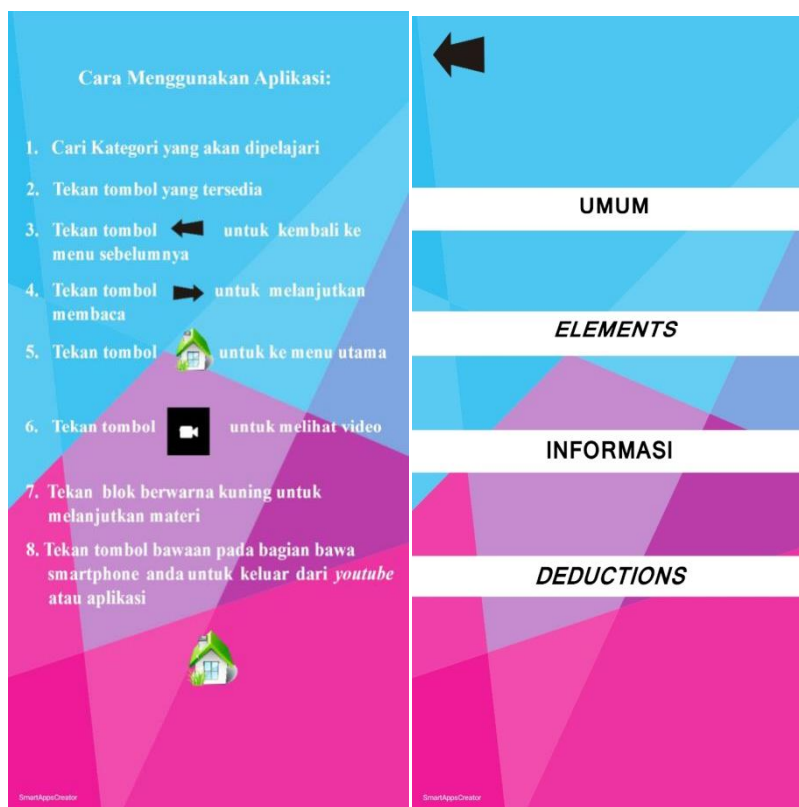 Cara Menggunakan Aplikasi:
1. Cari Kategori yang akan dipelajari
2. Tekan tombol yang tersedia
3. Tekan tombol untuk kembali ke
menu sebelumnya
4. Tekan tombol untuk melanjutkan
membaca
5. Tekan tombol untuk ke menu utama
6. Tekan tombol untuk melihat video
7. Tekan blok berwarna kuning untuk
melanjutkan materi
8. Tekan tombol bawaan pada bagian bawa
smartphone anda untuk keluar dari youtube
atau aplikasi
SmartAppsCreator
UMUM
ELEMENTS
INFORMASI
DEDUCTIONS
SmartAppsCreator